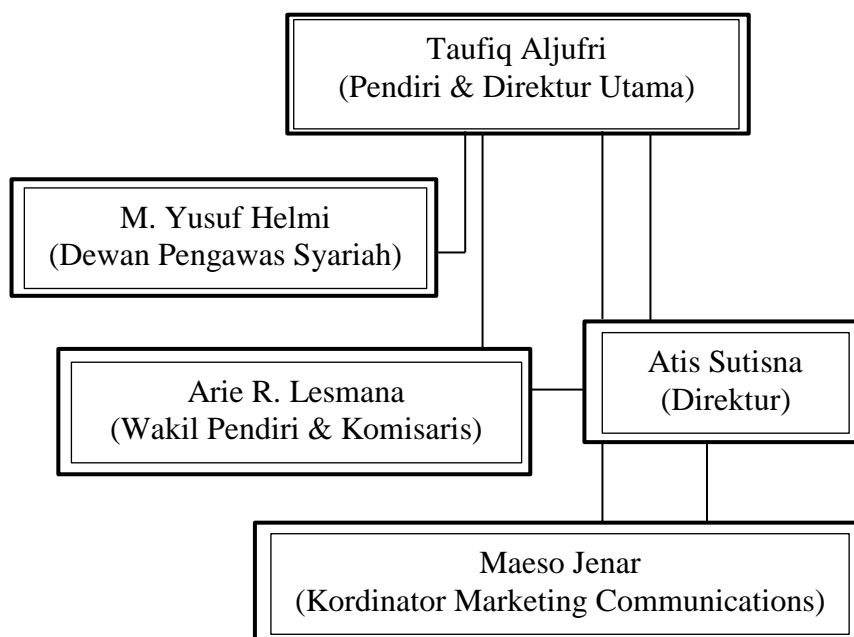 Taufiq Aljufri
(Pendiri & Direktur Utama)
M. Yusuf Helmi
(Dewan Pengawas Syariah)
Arie R. Lesmana
(Wakil Pendiri & Komisaris)
Atis Sutisna
(Direktur)
Maeso Jenar
(Kordinator Marketing Communications)